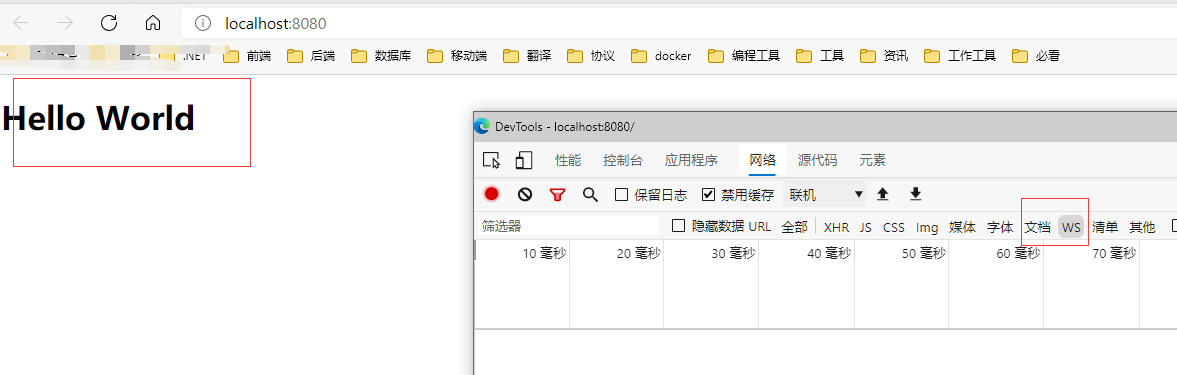 localhost:8080
.NET 前端 后端 数据库 移动端 翻译 协议 docker 编程工具 工具 资讯 工作工具 必看
Hello World
DevTools - localhost:8080/
性能 控制台 应用程序 网络 源代码 元素
保留日志 禁用缓存 联机
筛选器 隐藏数据 URL 全部 XHR JS CSS Img 媒体 字体 文档 WS 清单 其他
10 毫秒 20 毫秒 30 毫秒 40 毫秒 50 毫秒 60 毫秒 70 毫秒